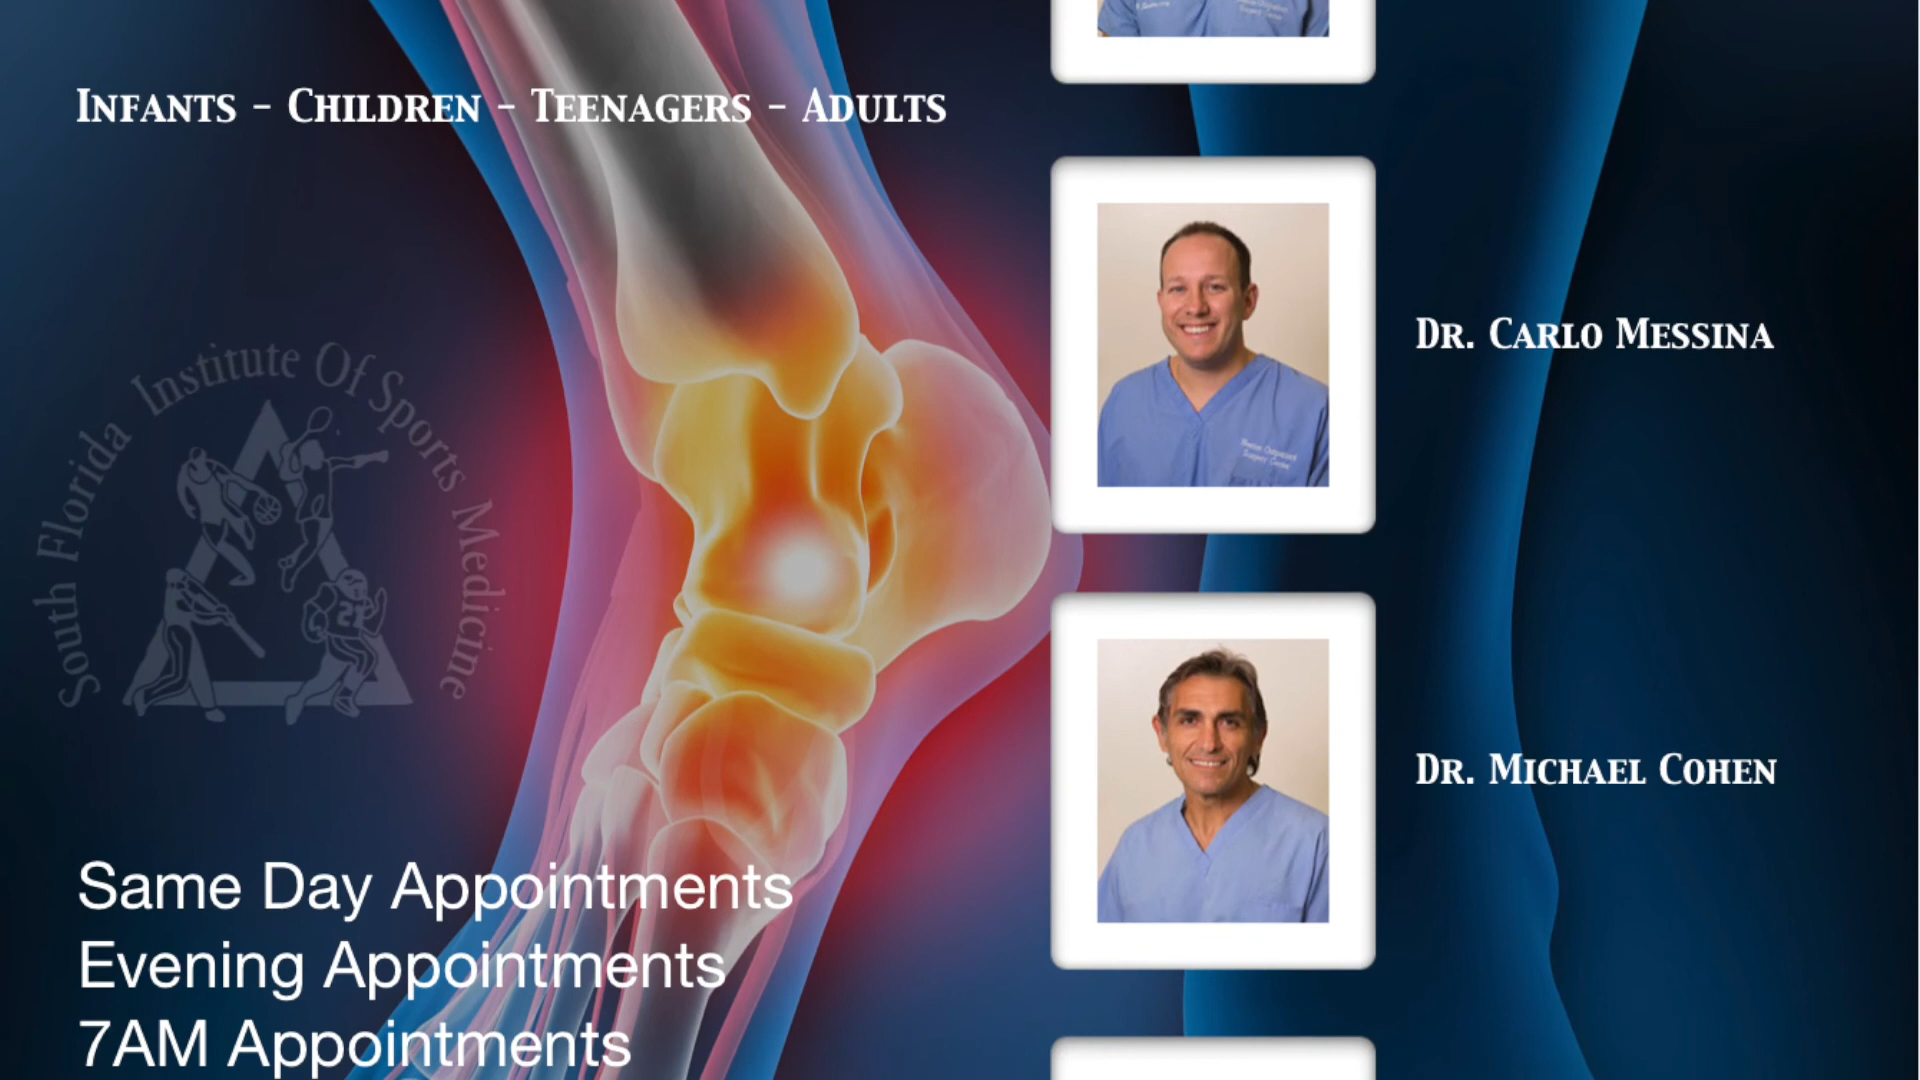 Infants - Children - Teenagers - Adults
South Florida Institute Of Sports Medicine
21
Dr. Carlo Messina
Dr. Michael Cohen
Same Day Appointments
Evening Appointments
7AM Appointments